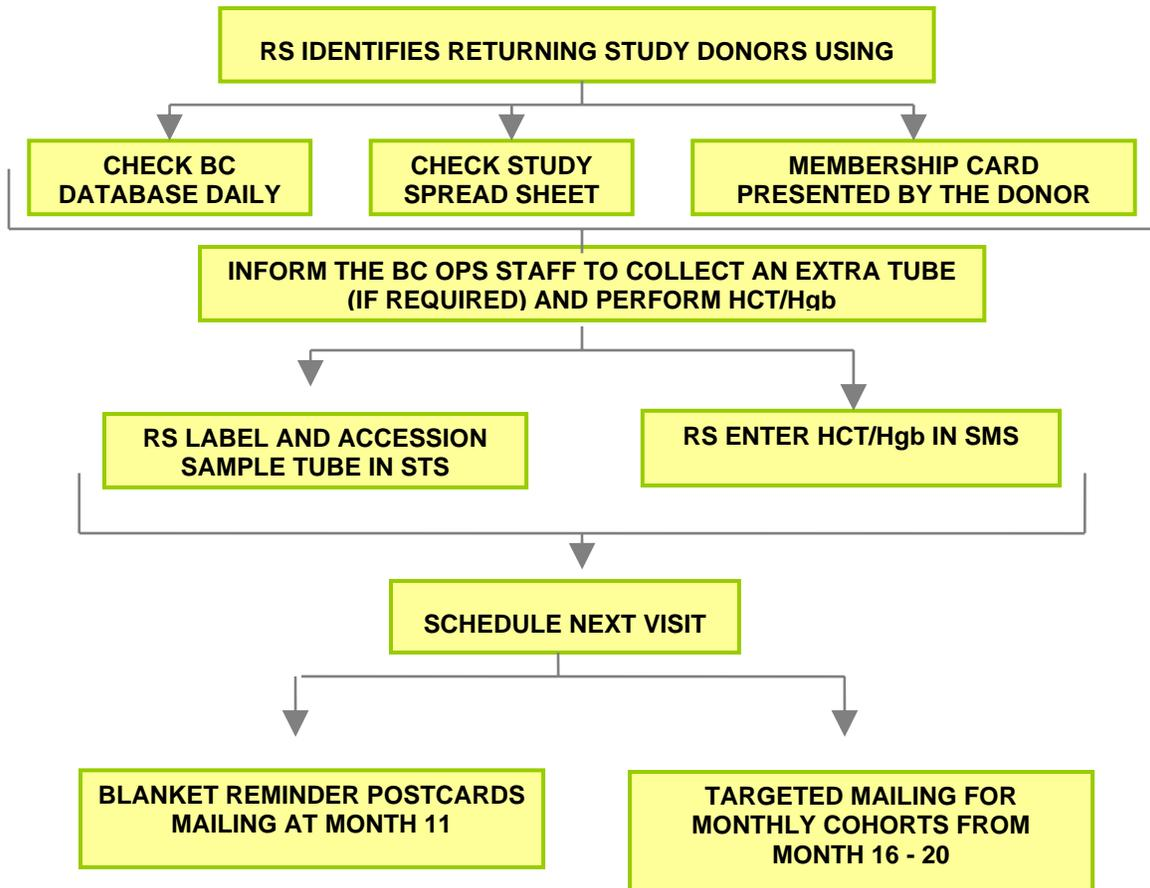 RS IDENTIFIES RETURNING STUDY DONORS USING
CHECK BC
DATABASE DAILY
CHECK STUDY
SPREAD SHEET
MEMBERSHIP CARD
PRESENTED BY THE DONOR
INFORM THE BC OPS STAFF TO COLLECT AN EXTRA TUBE
(IF REQUIRED) AND PERFORM HCT/Hgb
RS LABEL AND ACCESSION
SAMPLE TUBE IN STS
RS ENTER HCT/Hgb IN SMS
SCHEDULE NEXT VISIT
BLANKET REMINDER POSTCARDS
MAILING AT MONTH 11
TARGETED MAILING FOR
MONTHLY COHORTS FROM
MONTH 16 - 20